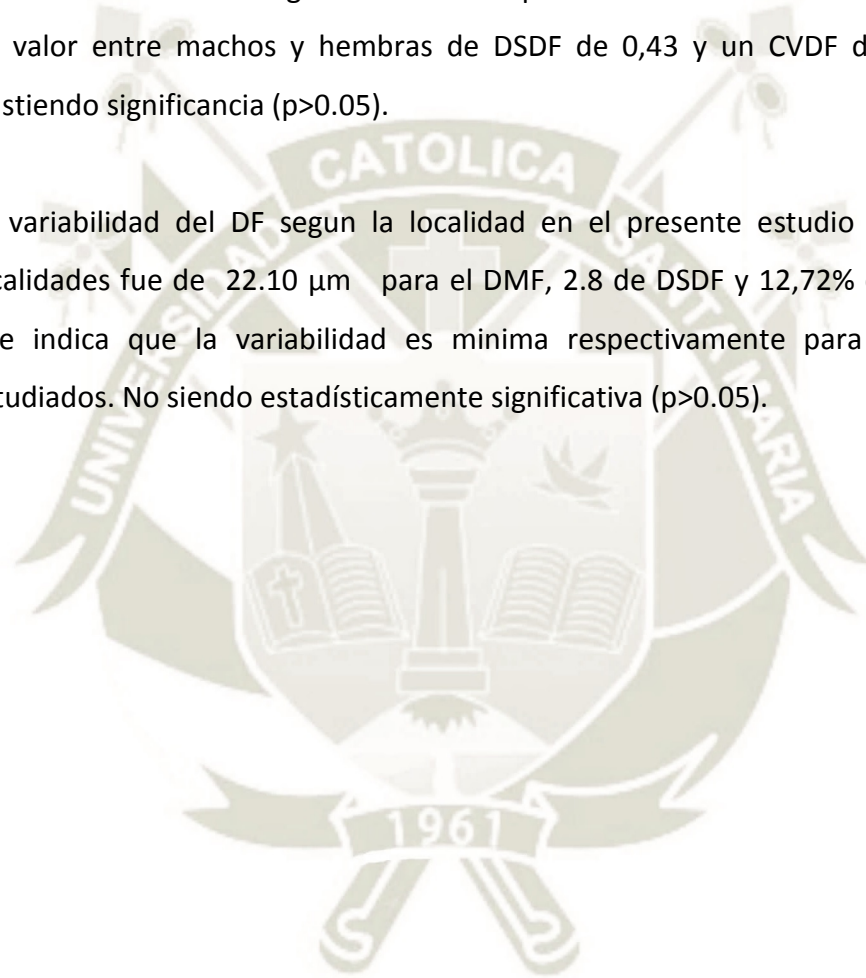 valor entre machos y hembras de DSDF de 0,43 y un CVDF
stiendo significancia (p>0.05).
variabilidad del DF segun la localidad en el presente estudio
calidades fue de 22.10 µm para el DMF, 2.8 de DSDF y 12,72%
e indica que la variabilidad es minima respectivamente para
tudiados. No siendo estadísticamente significativa (p>0.05).
UNIVERSIDAD CATOLICA SANTA MARIA
1961